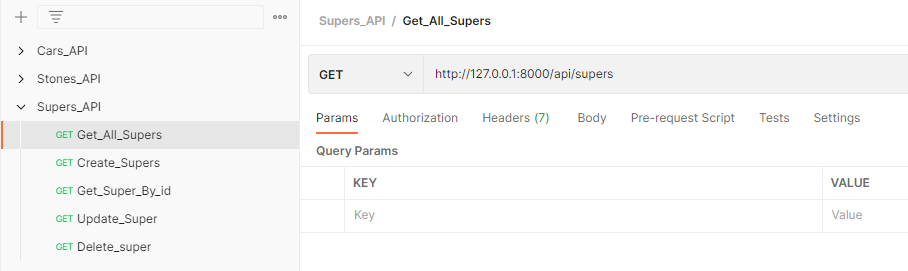 Cars_API
Stones_API
Supers_API
GET Get_All_Supers
GET Create_Supers
GET Get_Super_By_id
GET Update_Super
GET Delete_super
Supers_API / Get_All_Supers
GET http://127.0.0.1:8000/api/supers
Params Authorization Headers (7) Body Pre-request Script Tests Settings
Query Params
KEY VALUE
Key Value